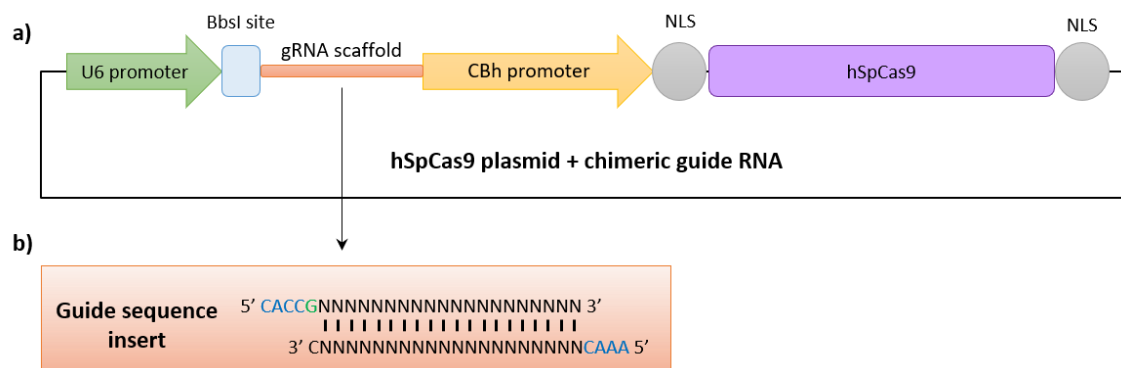 a)
BbsI site
gRNA scaffold
NLS
NLS
U6 promoter
CBh promoter
hSpCas9
hSpCas9 plasmid + chimeric guide RNA
b)
Guide sequence
insert
5’ CACCGNNNNNNNNNNNNNNNNNNNN 3’
3’ CNNNNNNNNNNNNNNNNNNNNCAAA 5’